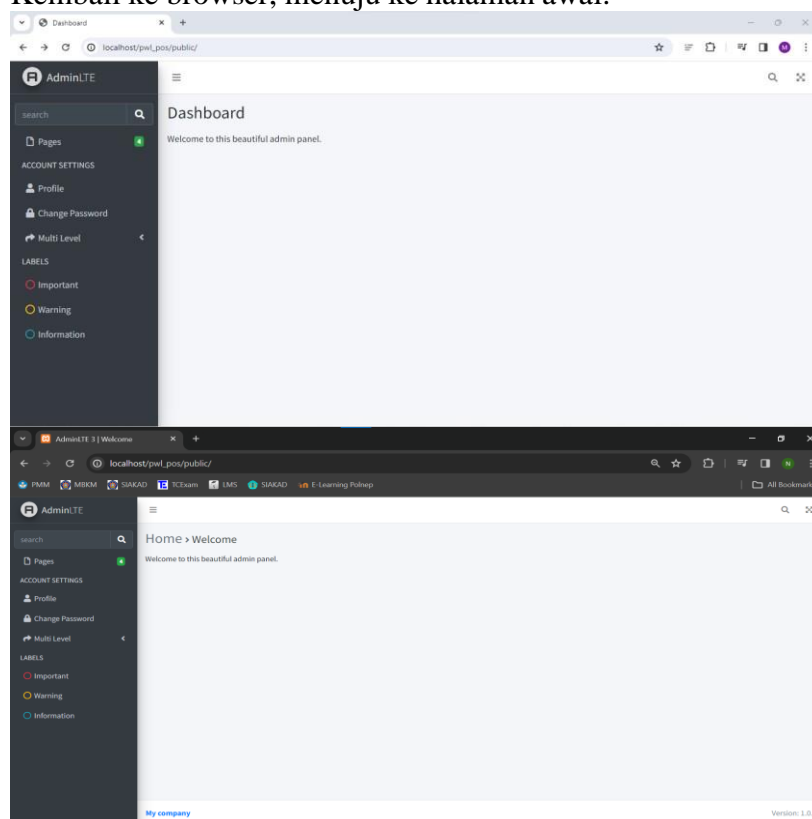 Kembali ke browser, menuju ke halaman awal.
Dashboard
localhost/pwl_pos/public/
M
AdminLTE
search
Dashboard
Pages 4
Welcome to this beautiful admin panel.
ACCOUNT SETTINGS
Profile
Change Password
Multi Level
LABELS
Important
Warning
Information
AdminLTE 3 | Welcome
localhost/pwl_pos/public/
N
PMM MBKM SIAKAD TCExam LMS SIAKAD E-Learning Polnep All Bookmark
AdminLTE
search
Home › Welcome
Pages 4
Welcome to this beautiful admin panel.
ACCOUNT SETTINGS
Profile
Change Password
Multi Level
LABELS
Important
Warning
Information
My company Version: 1.0.